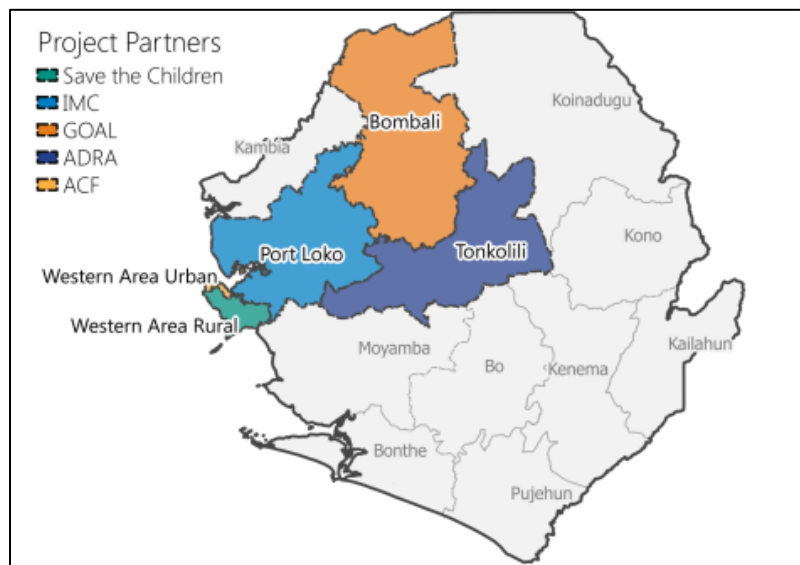 Project Partners
Save the Children
IMC
GOAL
ADRA
ACF
Koinadugu
Bombali
Kambia
Kono
Port Loko
Tonkolili
Western Area Urban
Western Area Rural
Moyamba
Bo
Kenema
Kailahun
Bonthe
Pujehun